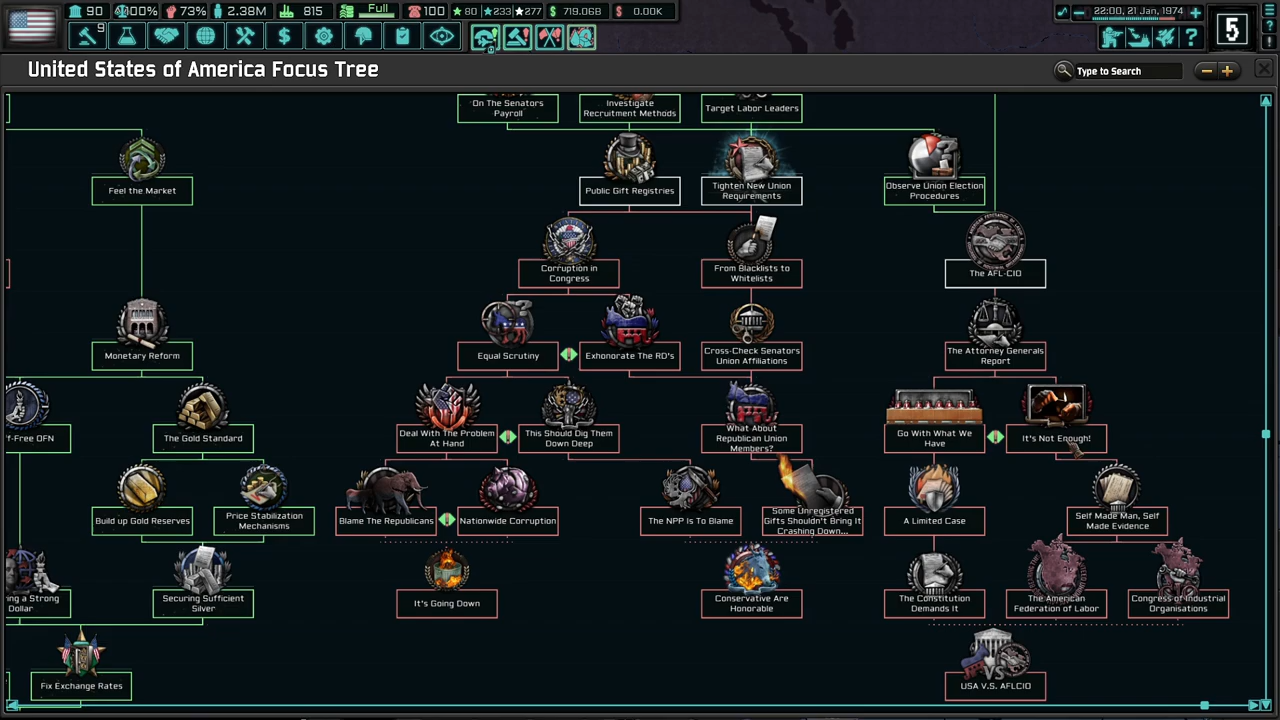 90
100%
73%
2.38M
815
Full
100
80
233
277
719.06B
0.00K
22:00, 21 Jan, 1974
9
5
United States of America Focus Tree
Type to Search
On The Senators
Payroll
Investigate
Recruitment Methods
Target Labor Leaders
Feel the Market
Public Gift Registries
Tighten New Union
Requirements
Observe Union Election
Procedures
Corruption in
Congress
From Blacklists to
Whitelists
The AFL-CIO
Monetary Reform
Equal Scrutiny
Exhonorate The RD's
Cross-Check Senators
Union Affiliations
The Attorney Generals
Report
ff-Free OFN
The Gold Standard
Deal With The Problem
At Hand
This Should Dig Them
Down Deep
What About
Republican Union
Members?
Go With What We
Have
It's Not Enough!
Build up Gold Reserves
Price Stabilization
Mechanisms
Blame The Republicans
Nationwide Corruption
The NPP Is To Blame
Some Unregistered
Gifts Shouldn't Bring It
Crashing Down...
A Limited Case
Self Made Man, Self
Made Evidence
ing a Strong
Dollar
Securing Sufficient
Silver
It's Going Down
Conservative Are
Honorable
The Constitution
Demands It
The American
Federation of Labor
Congress of Industrial
Organisations
Fix Exchange Rates
VS
USA V.S. AFLCIO